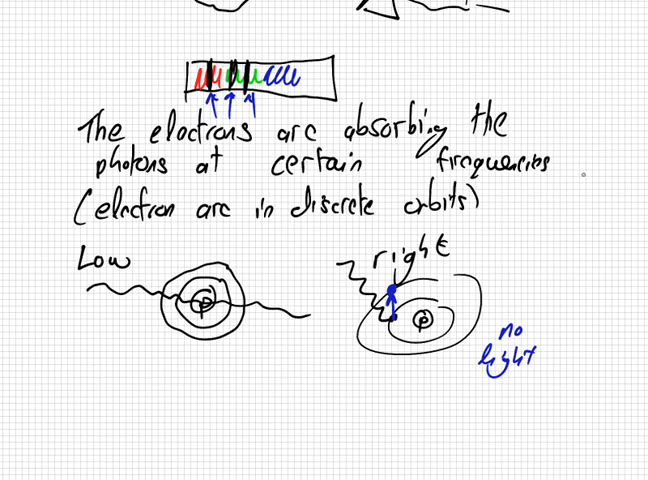 The electrons are absorbing the
photons at certain frequencies
(electron are in discrete orbits)
Low
right
P
P
no
light